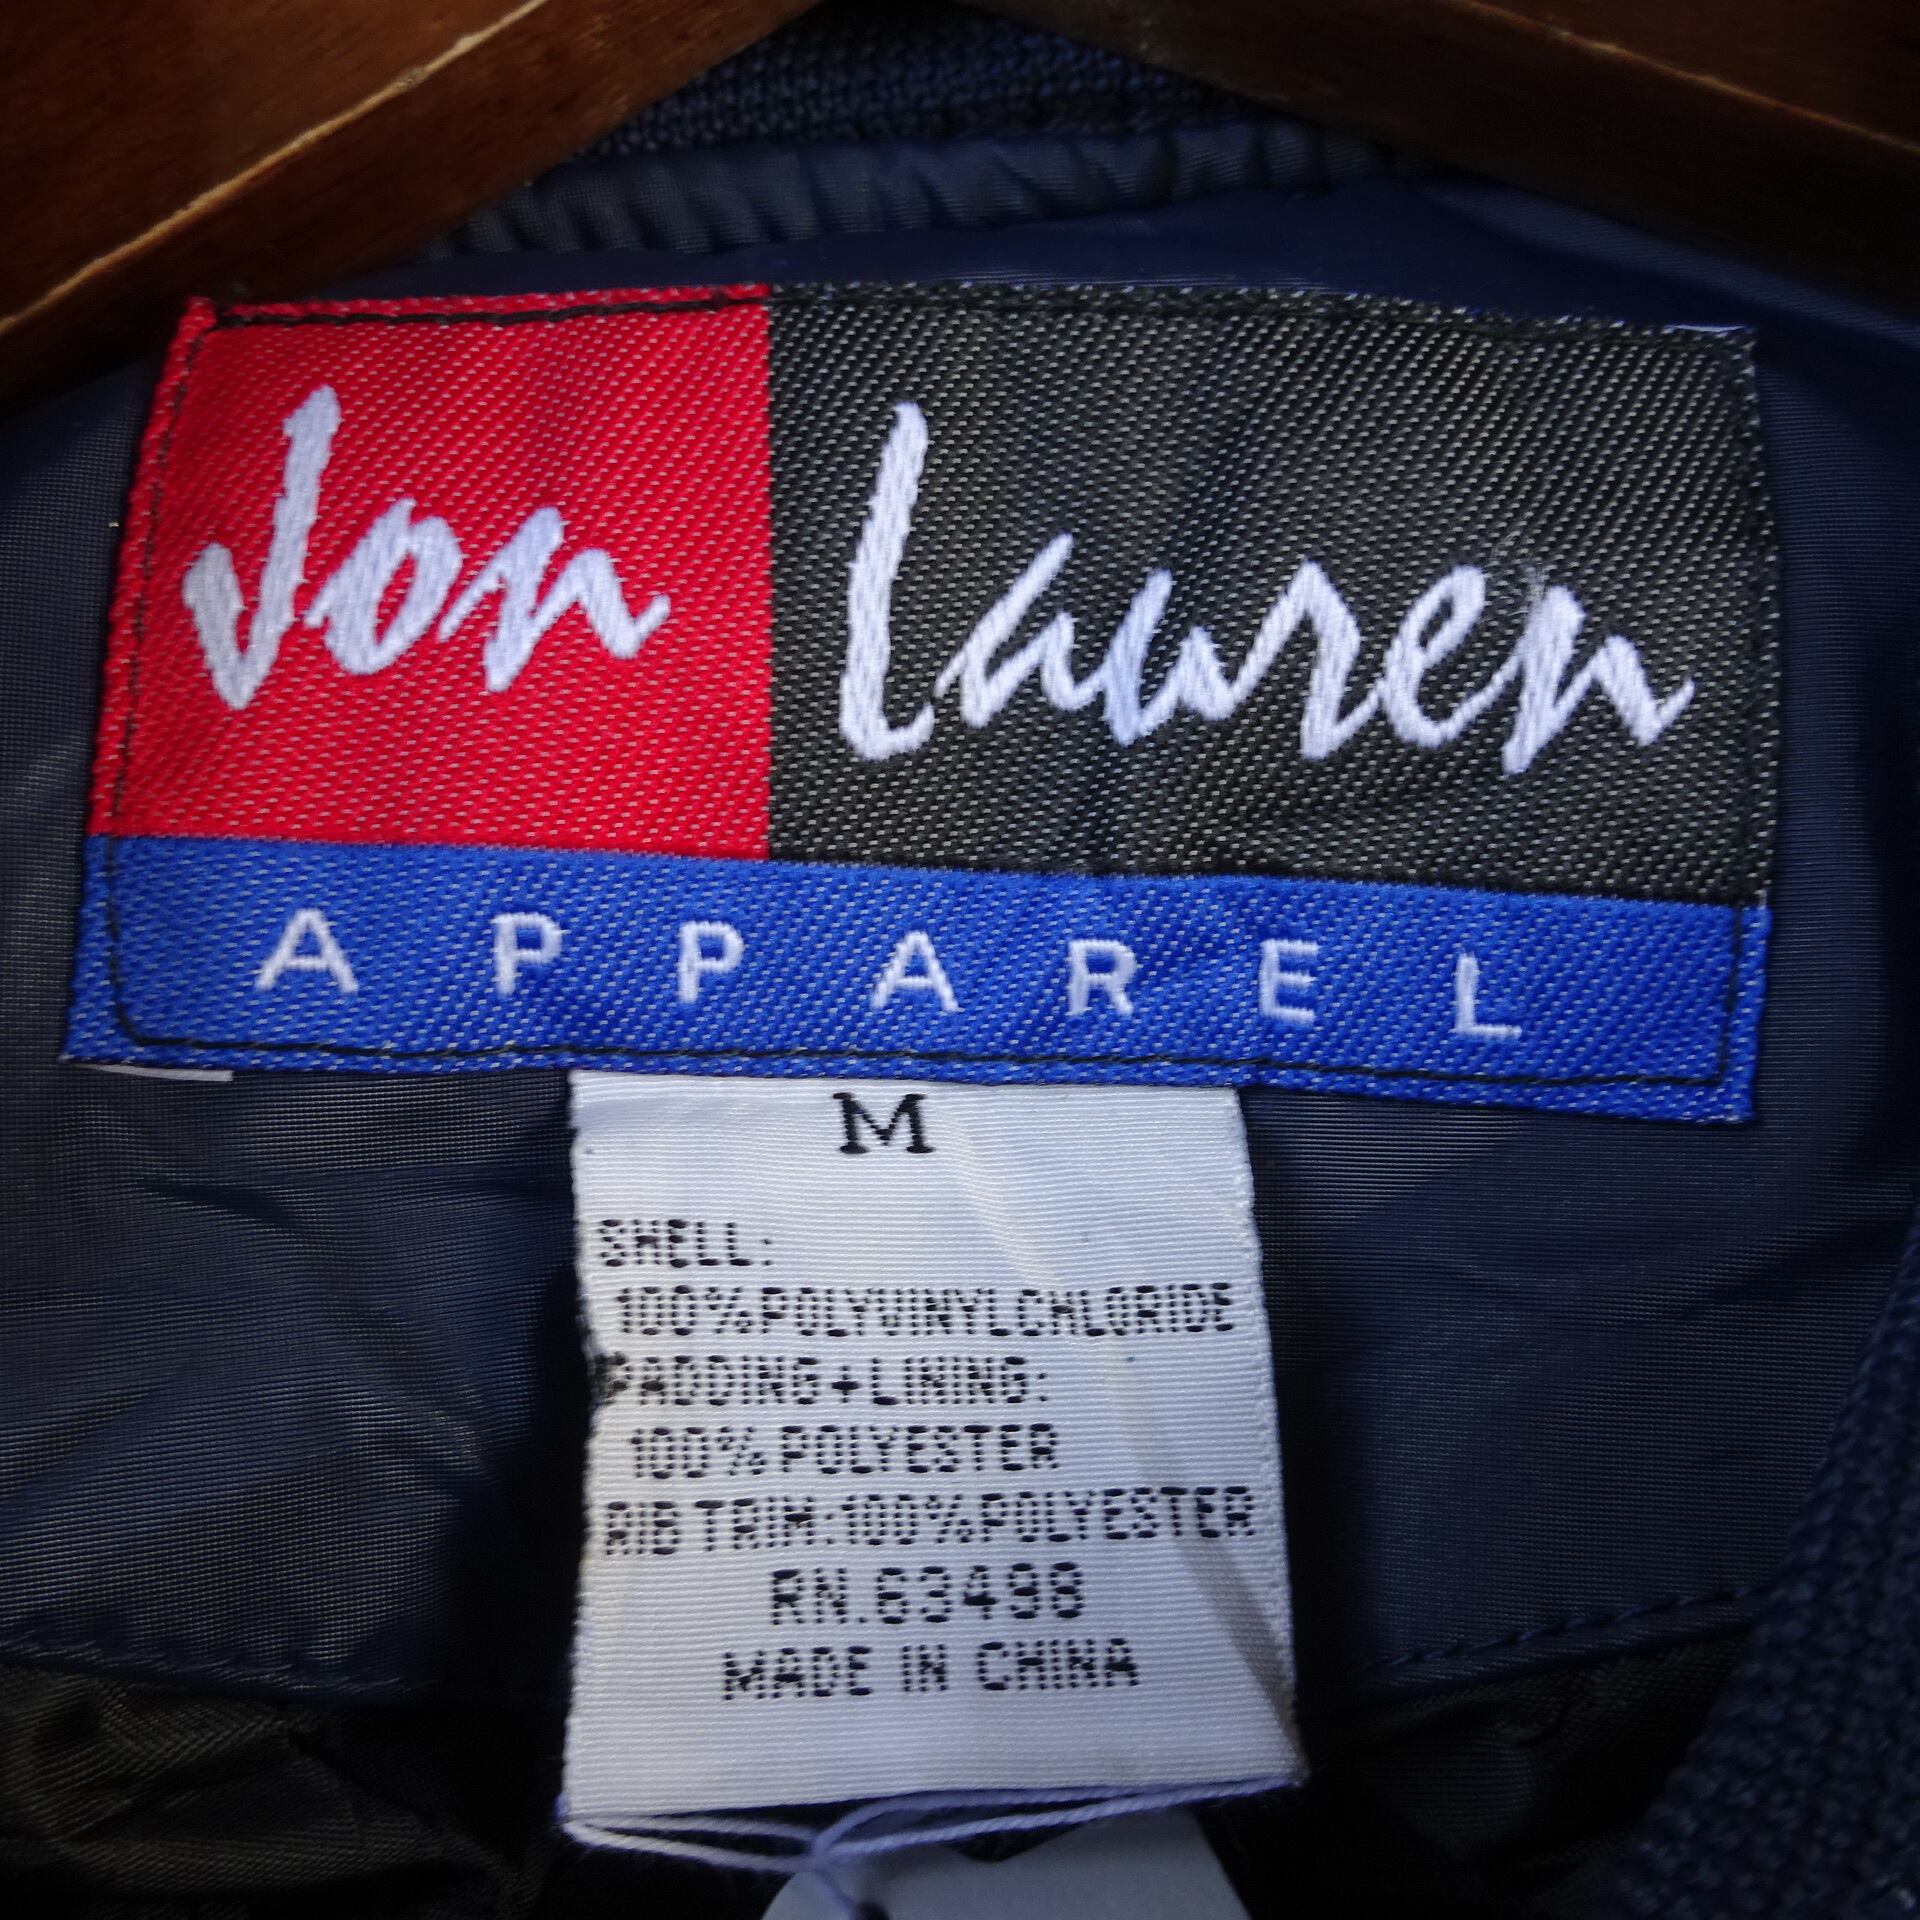 Jon Lauren
APPAREL
M
SHELL:
100%POLYVINYLCHLORIDE
PADDING+LINING:
100%POLYESTER
RIB TRIM:100%POLYESTER
RN.63498
MADE IN CHINA